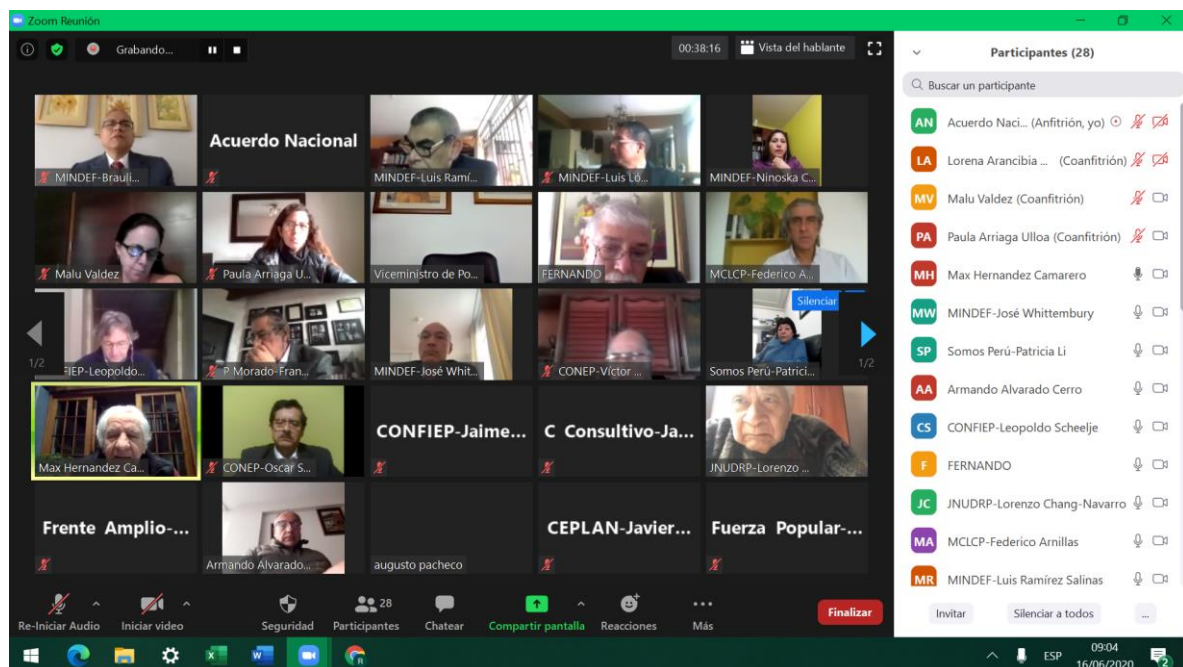 Zoom Reunión
Grabando...
00:38:16
Vista del hablante
MINDEF-Brauli...
Acuerdo Nacional
MINDEF-Luis Ramí...
MINDEF-Luis Ló...
MINDEF-Ninoska C...
Malu Valdez
Paula Arriaga U...
Viceministro de Po...
FERNANDO
MCLCP-Federico A...
Silenciar
1/2
FIEP-Leopoldo...
P Morado-Fran...
MINDEF-José Whit...
CONEP-Víctor ...
Somos Perú-Patrici...
1/2
Max Hernandez Ca...
CONEP-Oscar S...
CONFIEP-Jaime...
C Consultivo-Ja...
JNUDRP-Lorenzo ...
Frente Amplio-...
Armando Alvarado...
augusto pacheco
CEPLAN-Javier...
Fuerza Popular-...
Re-Iniciar Audio
Iniciar video
Seguridad
28
Participantes
Chatear
Compartir pantalla
Reacciones
Más
Finalizar
Participantes (28)
Buscar un participante
AN Acuerdo Naci... (Anfitrión, yo)
LA Lorena Arancibia ... (Coanfitrión)
MV Malu Valdez (Coanfitrión)
PA Paula Arriaga Ulloa (Coanfitrión)
MH Max Hernandez Camarero
MW MINDEF-José Whittembury
SP Somos Perú-Patricia Li
AA Armando Alvarado Cerro
CS CONFIEP-Leopoldo Scheelje
F FERNANDO
JC JNUDRP-Lorenzo Chang-Navarro
MA MCLCP-Federico Arnillas
MR MINDEF-Luis Ramírez Salinas
Invitar
Silenciar a todos
...
ESP
09:04
16/06/2020
2